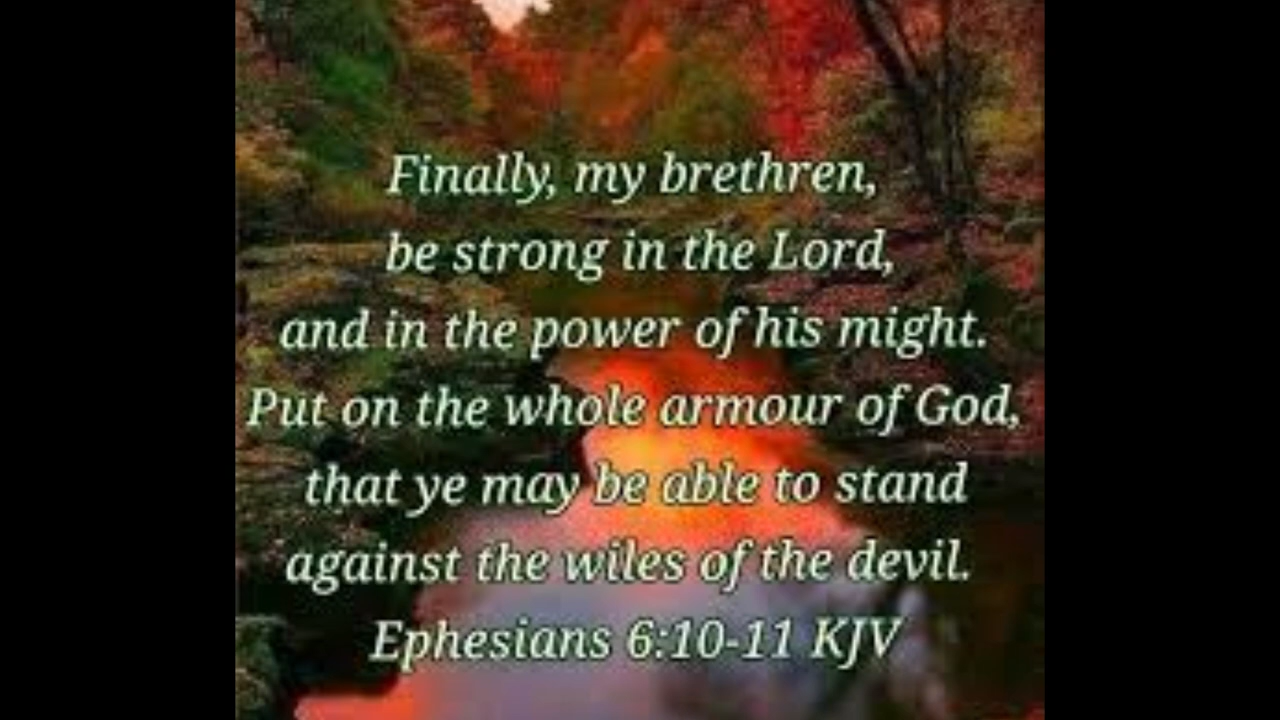 Finally, my brethren,
be strong in the Lord,
and in the power of his might.
Put on the whole armour of God,
that ye may be able to stand
against the wiles of the devil.
Ephesians 6:10-11 KJV